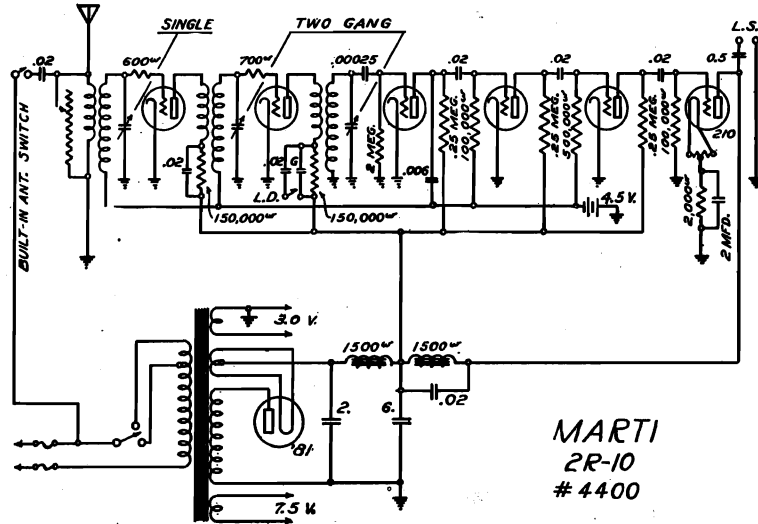 SINGLE
TWO GANG
L.S.
.02
600ω
700ω
.00025
.02
.02
.02
0.5
BUILT-IN ANT. SWITCH
2 MEG.
.25 MEG.
100,000ω
.25 MEG.
500,000ω
.25 MEG.
100,000ω
210
.02
.02
G
.006
L.D.
150,000ω
150,000ω
4.5 V.
2,000ω
2 MFD.
3.0 V.
1500ω
1500ω
.02
2.
6.
'81
7.5 V.
MARTI
2R-10
#4400